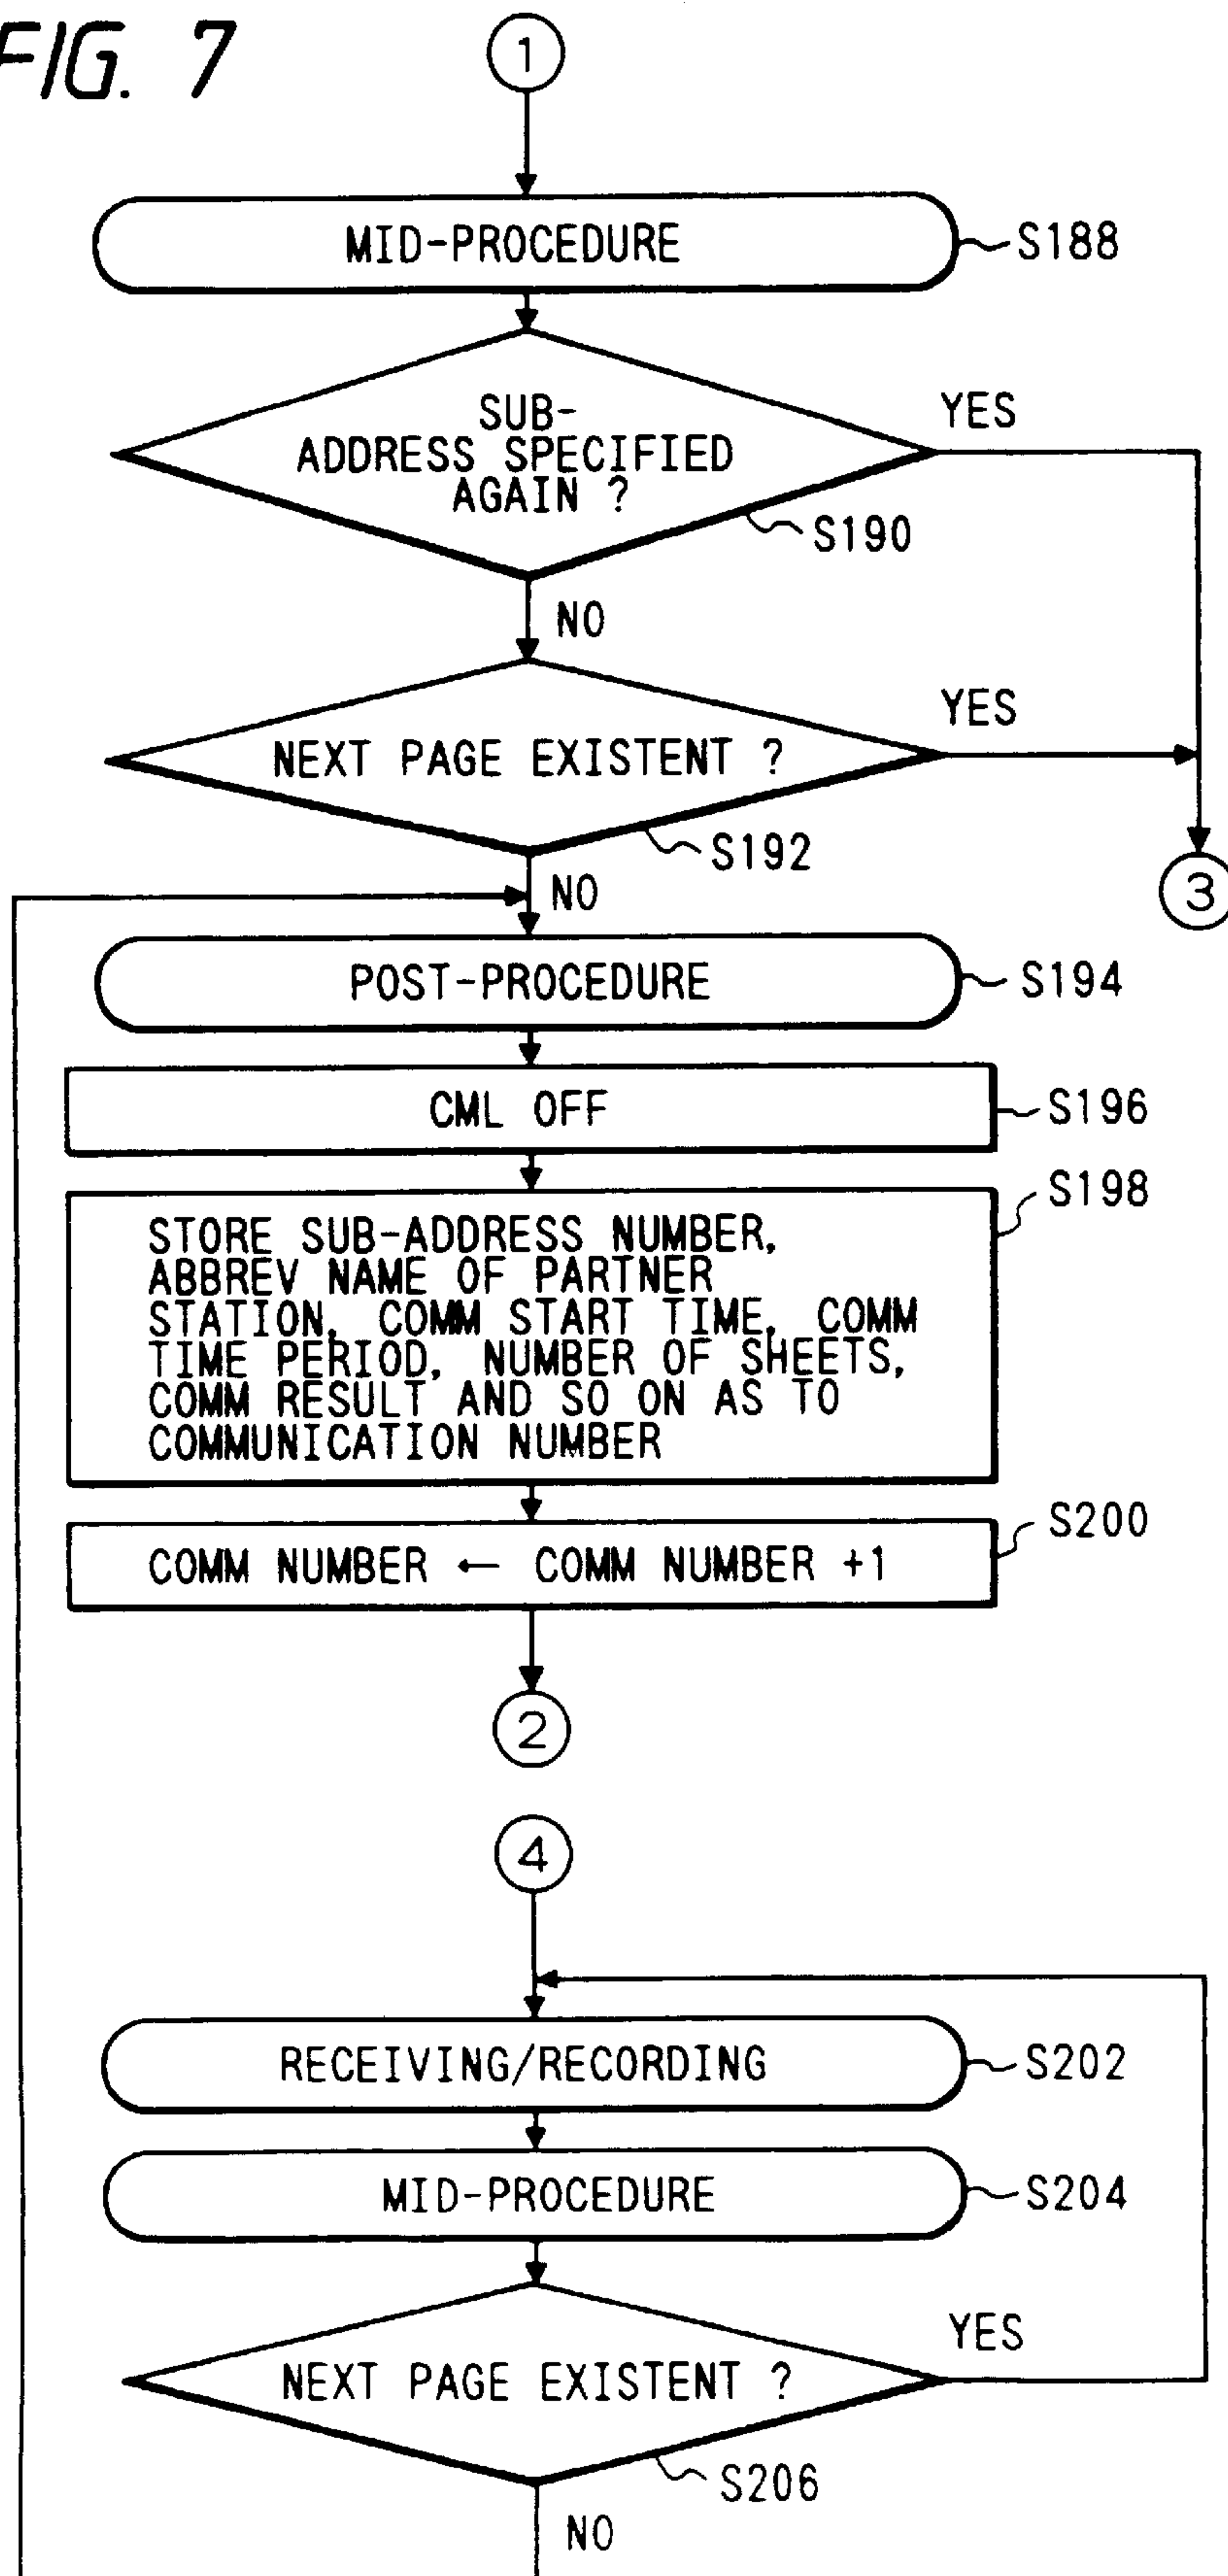 FIG. 7
1
MID-PROCEDURE
S188
SUB-
ADDRESS SPECIFIED
AGAIN ?
YES
S190
NO
NEXT PAGE EXISTENT ?
YES
S192
3
NO
POST-PROCEDURE
S194
CML OFF
S196
S198
STORE SUB-ADDRESS NUMBER,
ABBREV NAME OF PARTNER
STATION, COMM START TIME, COMM
TIME PERIOD, NUMBER OF SHEETS,
COMM RESULT AND SO ON AS TO
COMMUNICATION NUMBER
S200
COMM NUMBER ← COMM NUMBER +1
2
4
RECEIVING/RECORDING
S202
MID-PROCEDURE
S204
NEXT PAGE EXISTENT ?
YES
S206
NO